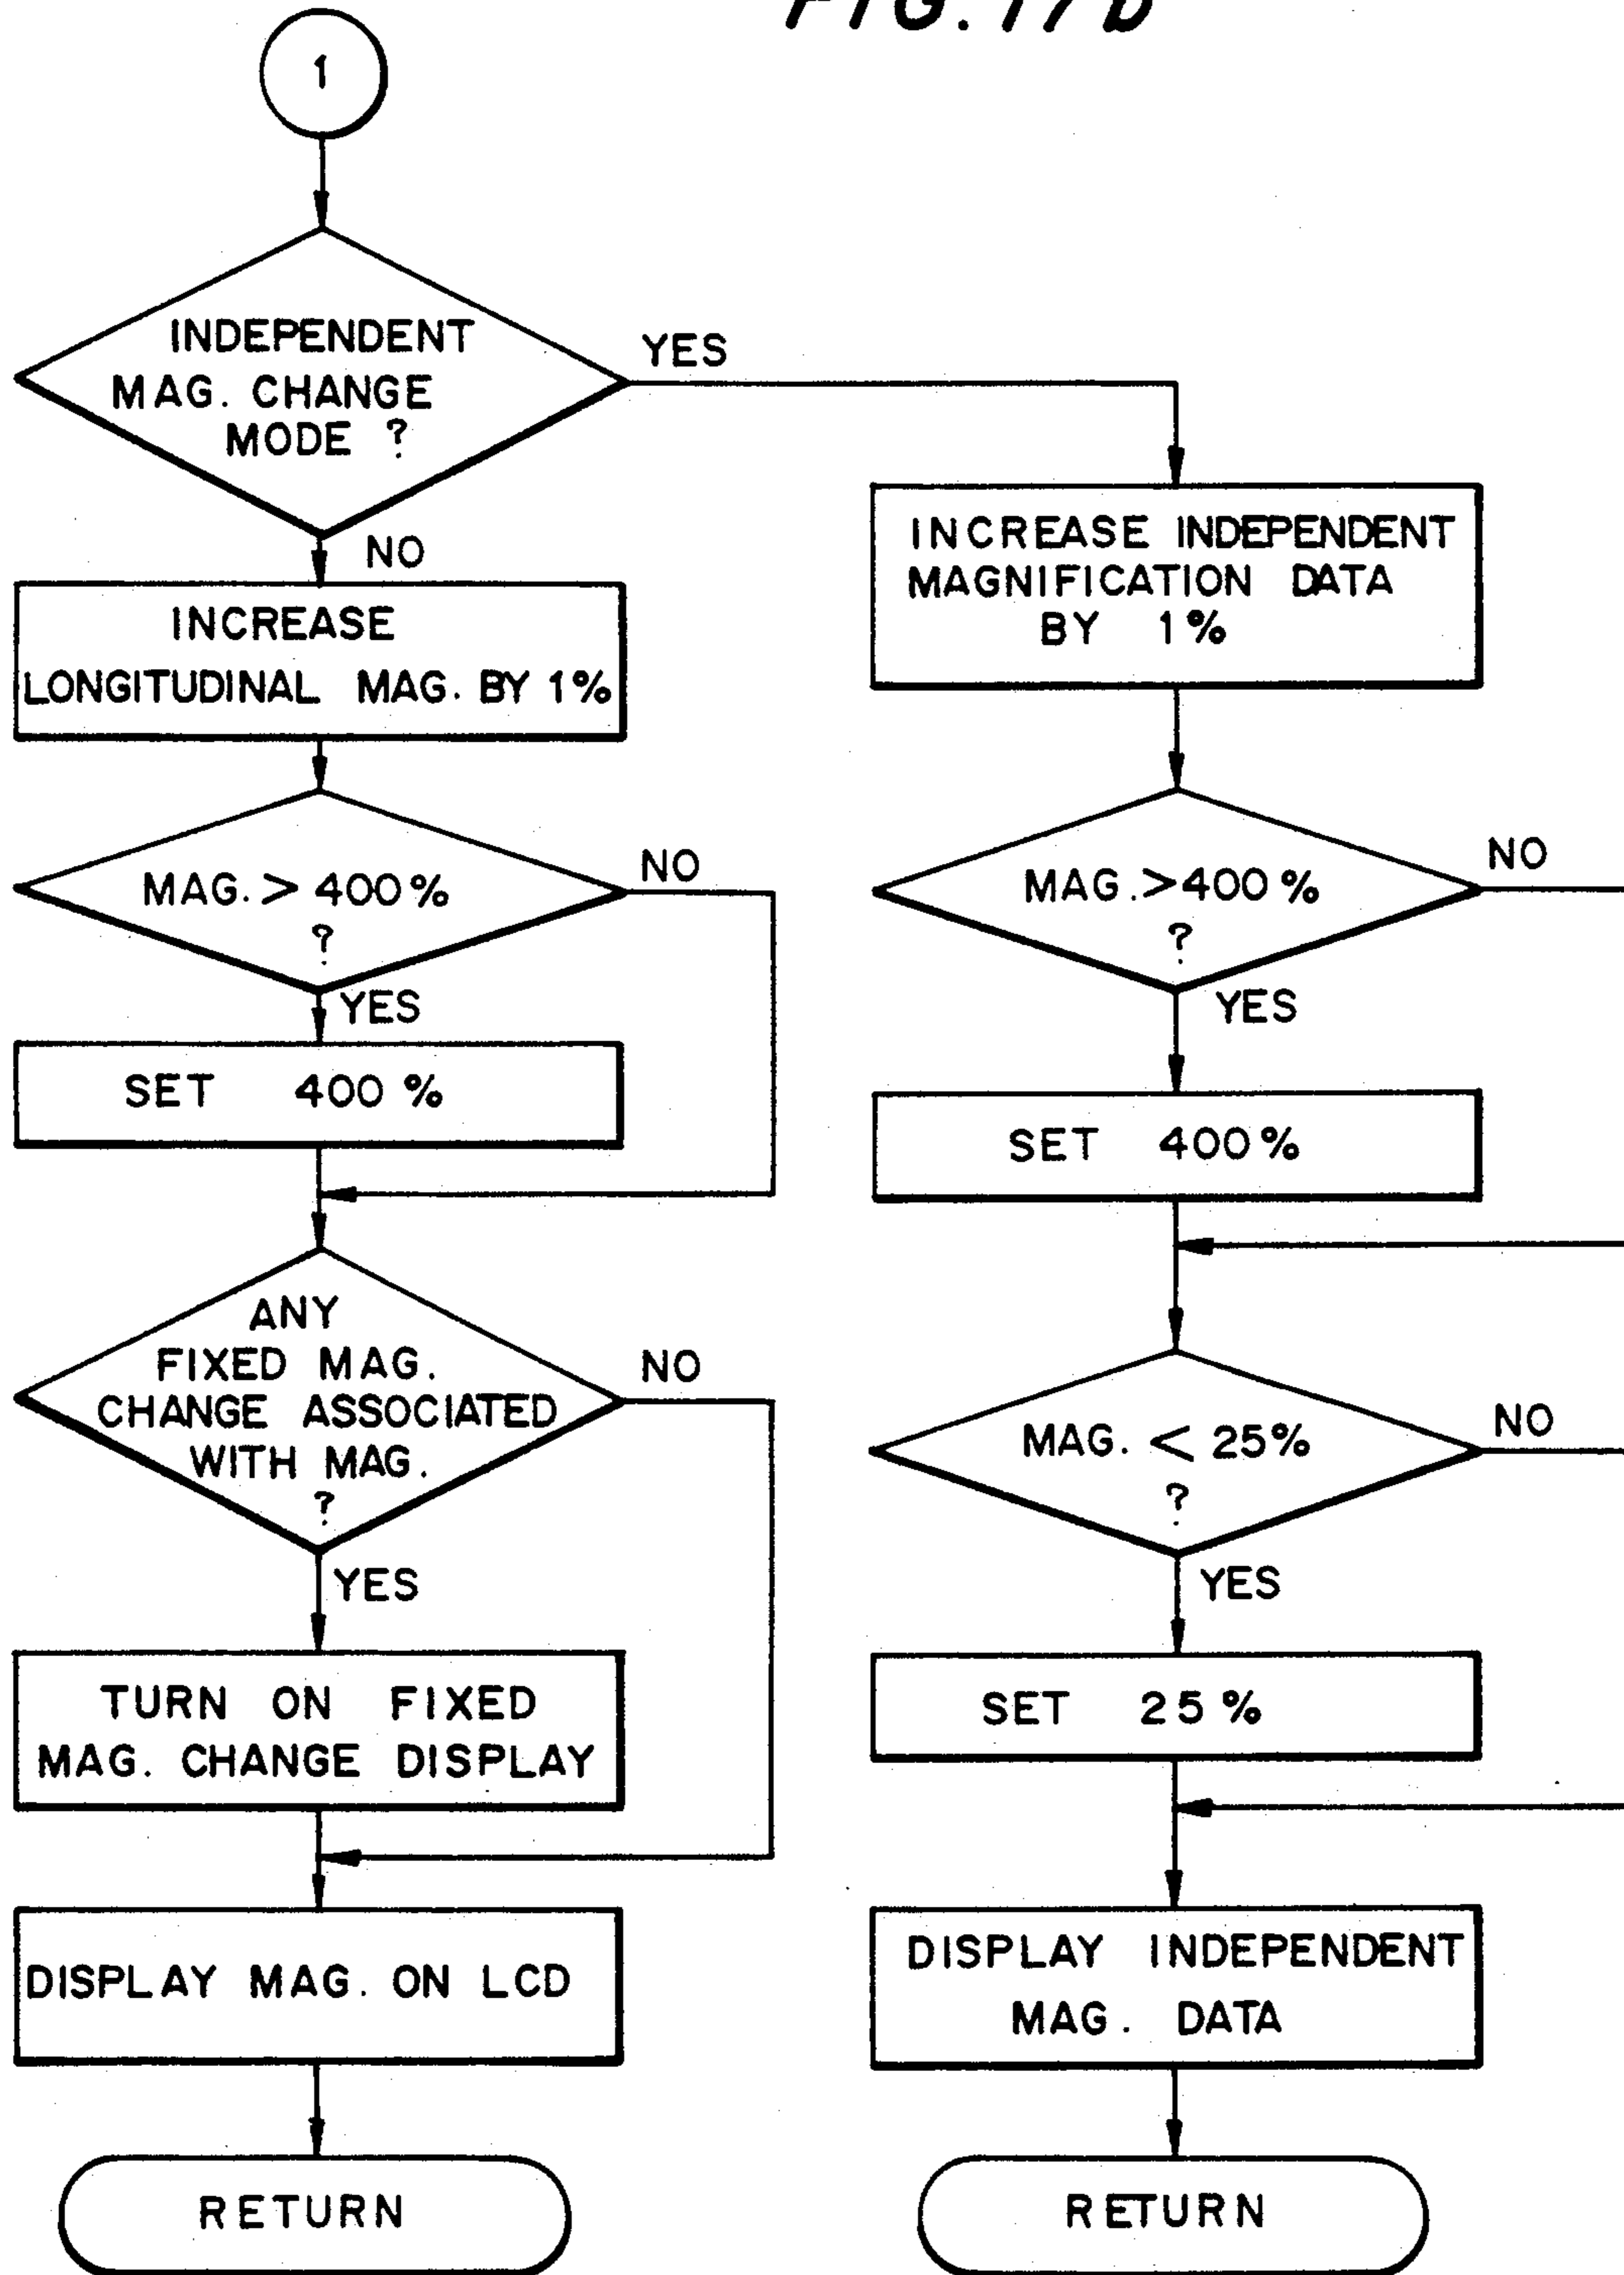 FIG. 17b
1
INDEPENDENT
MAG. CHANGE
MODE ?
YES
NO
INCREASE
LONGITUDINAL MAG. BY 1%
MAG. > 400%
?
NO
YES
SET 400%
ANY
FIXED MAG.
CHANGE ASSOCIATED
WITH MAG.
?
NO
YES
TURN ON FIXED
MAG. CHANGE DISPLAY
DISPLAY MAG. ON LCD
RETURN
INCREASE INDEPENDENT
MAGNIFICATION DATA
BY 1%
MAG. >400%
?
NO
YES
SET 400%
MAG. < 25%
?
NO
YES
SET 25%
DISPLAY INDEPENDENT
MAG. DATA
RETURN